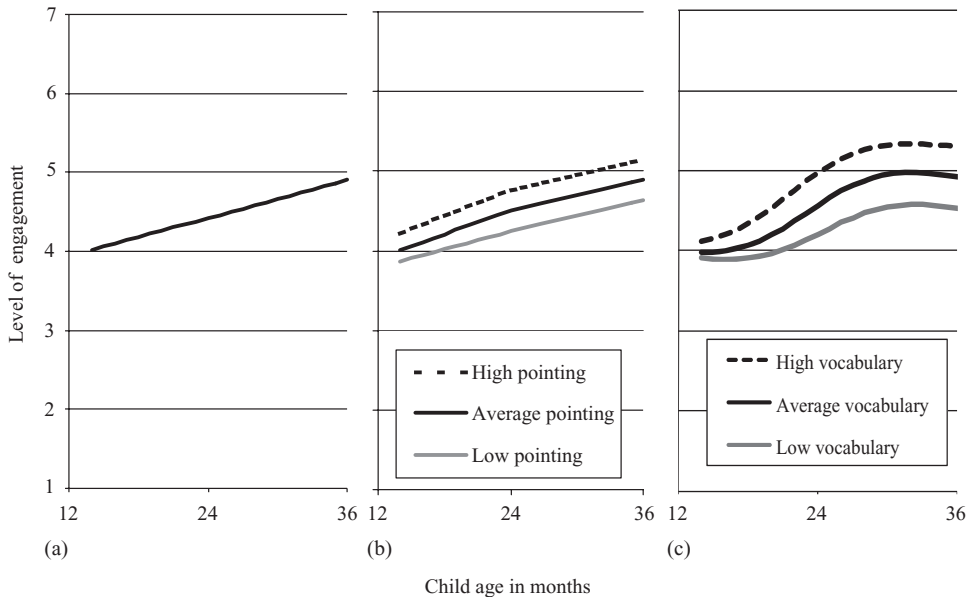 7
6
5
4
3
2
1
Level of engagement
12 24 36
(a)
High pointing
Average pointing
Low pointing
12 24 36
(b)
High vocabulary
Average vocabulary
Low vocabulary
12 24 36
(c)
Child age in months